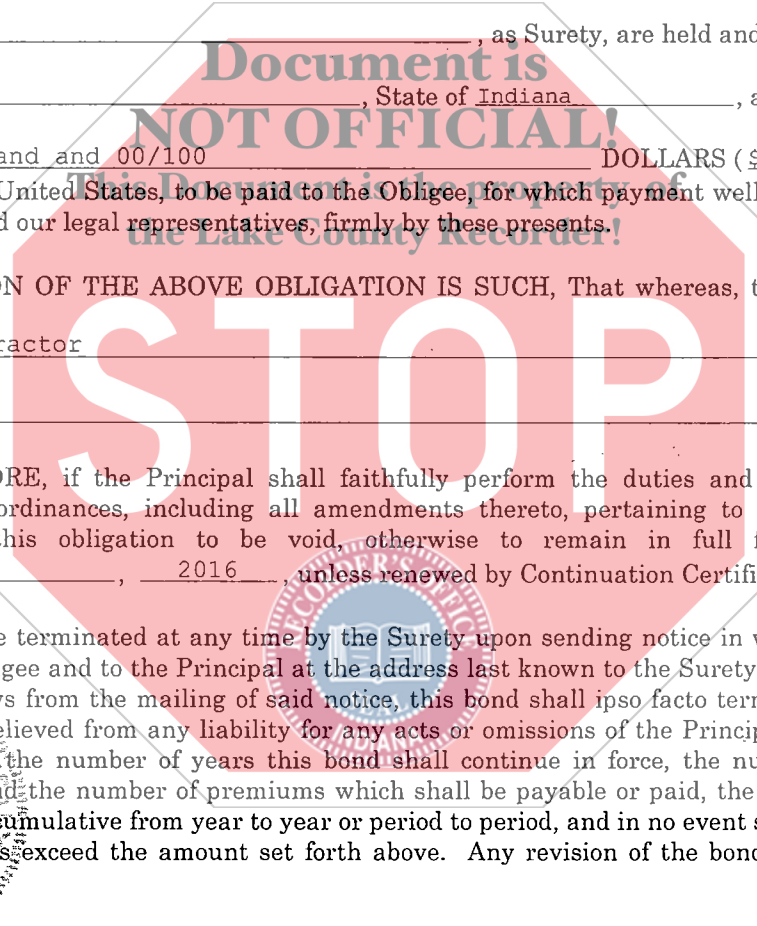 , as Surety, are held and
Document is
, State of Indiana ,
NOT OFFICIAL!
and and 00/100 DOLLARS ($
This Document is the property of
United States, to be paid to the Obligee, for which payment well
our legal representatives, firmly by these presents.
the Lake County Recorder!
ON OF THE ABOVE OBLIGATION IS SUCH, That whereas,
STOP
ractor
ORE, if the Principal shall faithfully perform the duties and
ordinances, including all amendments thereto, pertaining to
this obligation to be void, otherwise to remain in full
, 2016 , unless renewed by Continuation Certifi
RECORDER'S OFFICE
e terminated at any time by the Surety upon sending notice in
gee and to the Principal at the address last known to the Surety
ys from the mailing of said notice, this bond shall ipso facto term
elieved from any liability for any acts or omissions of the Princip
INDIANA
the number of years this bond shall continue in force, the nu
d the number of premiums which shall be payable or paid, the
cumulative from year to year or period to period, and in no event s
s exceed the amount set forth above. Any revision of the bond